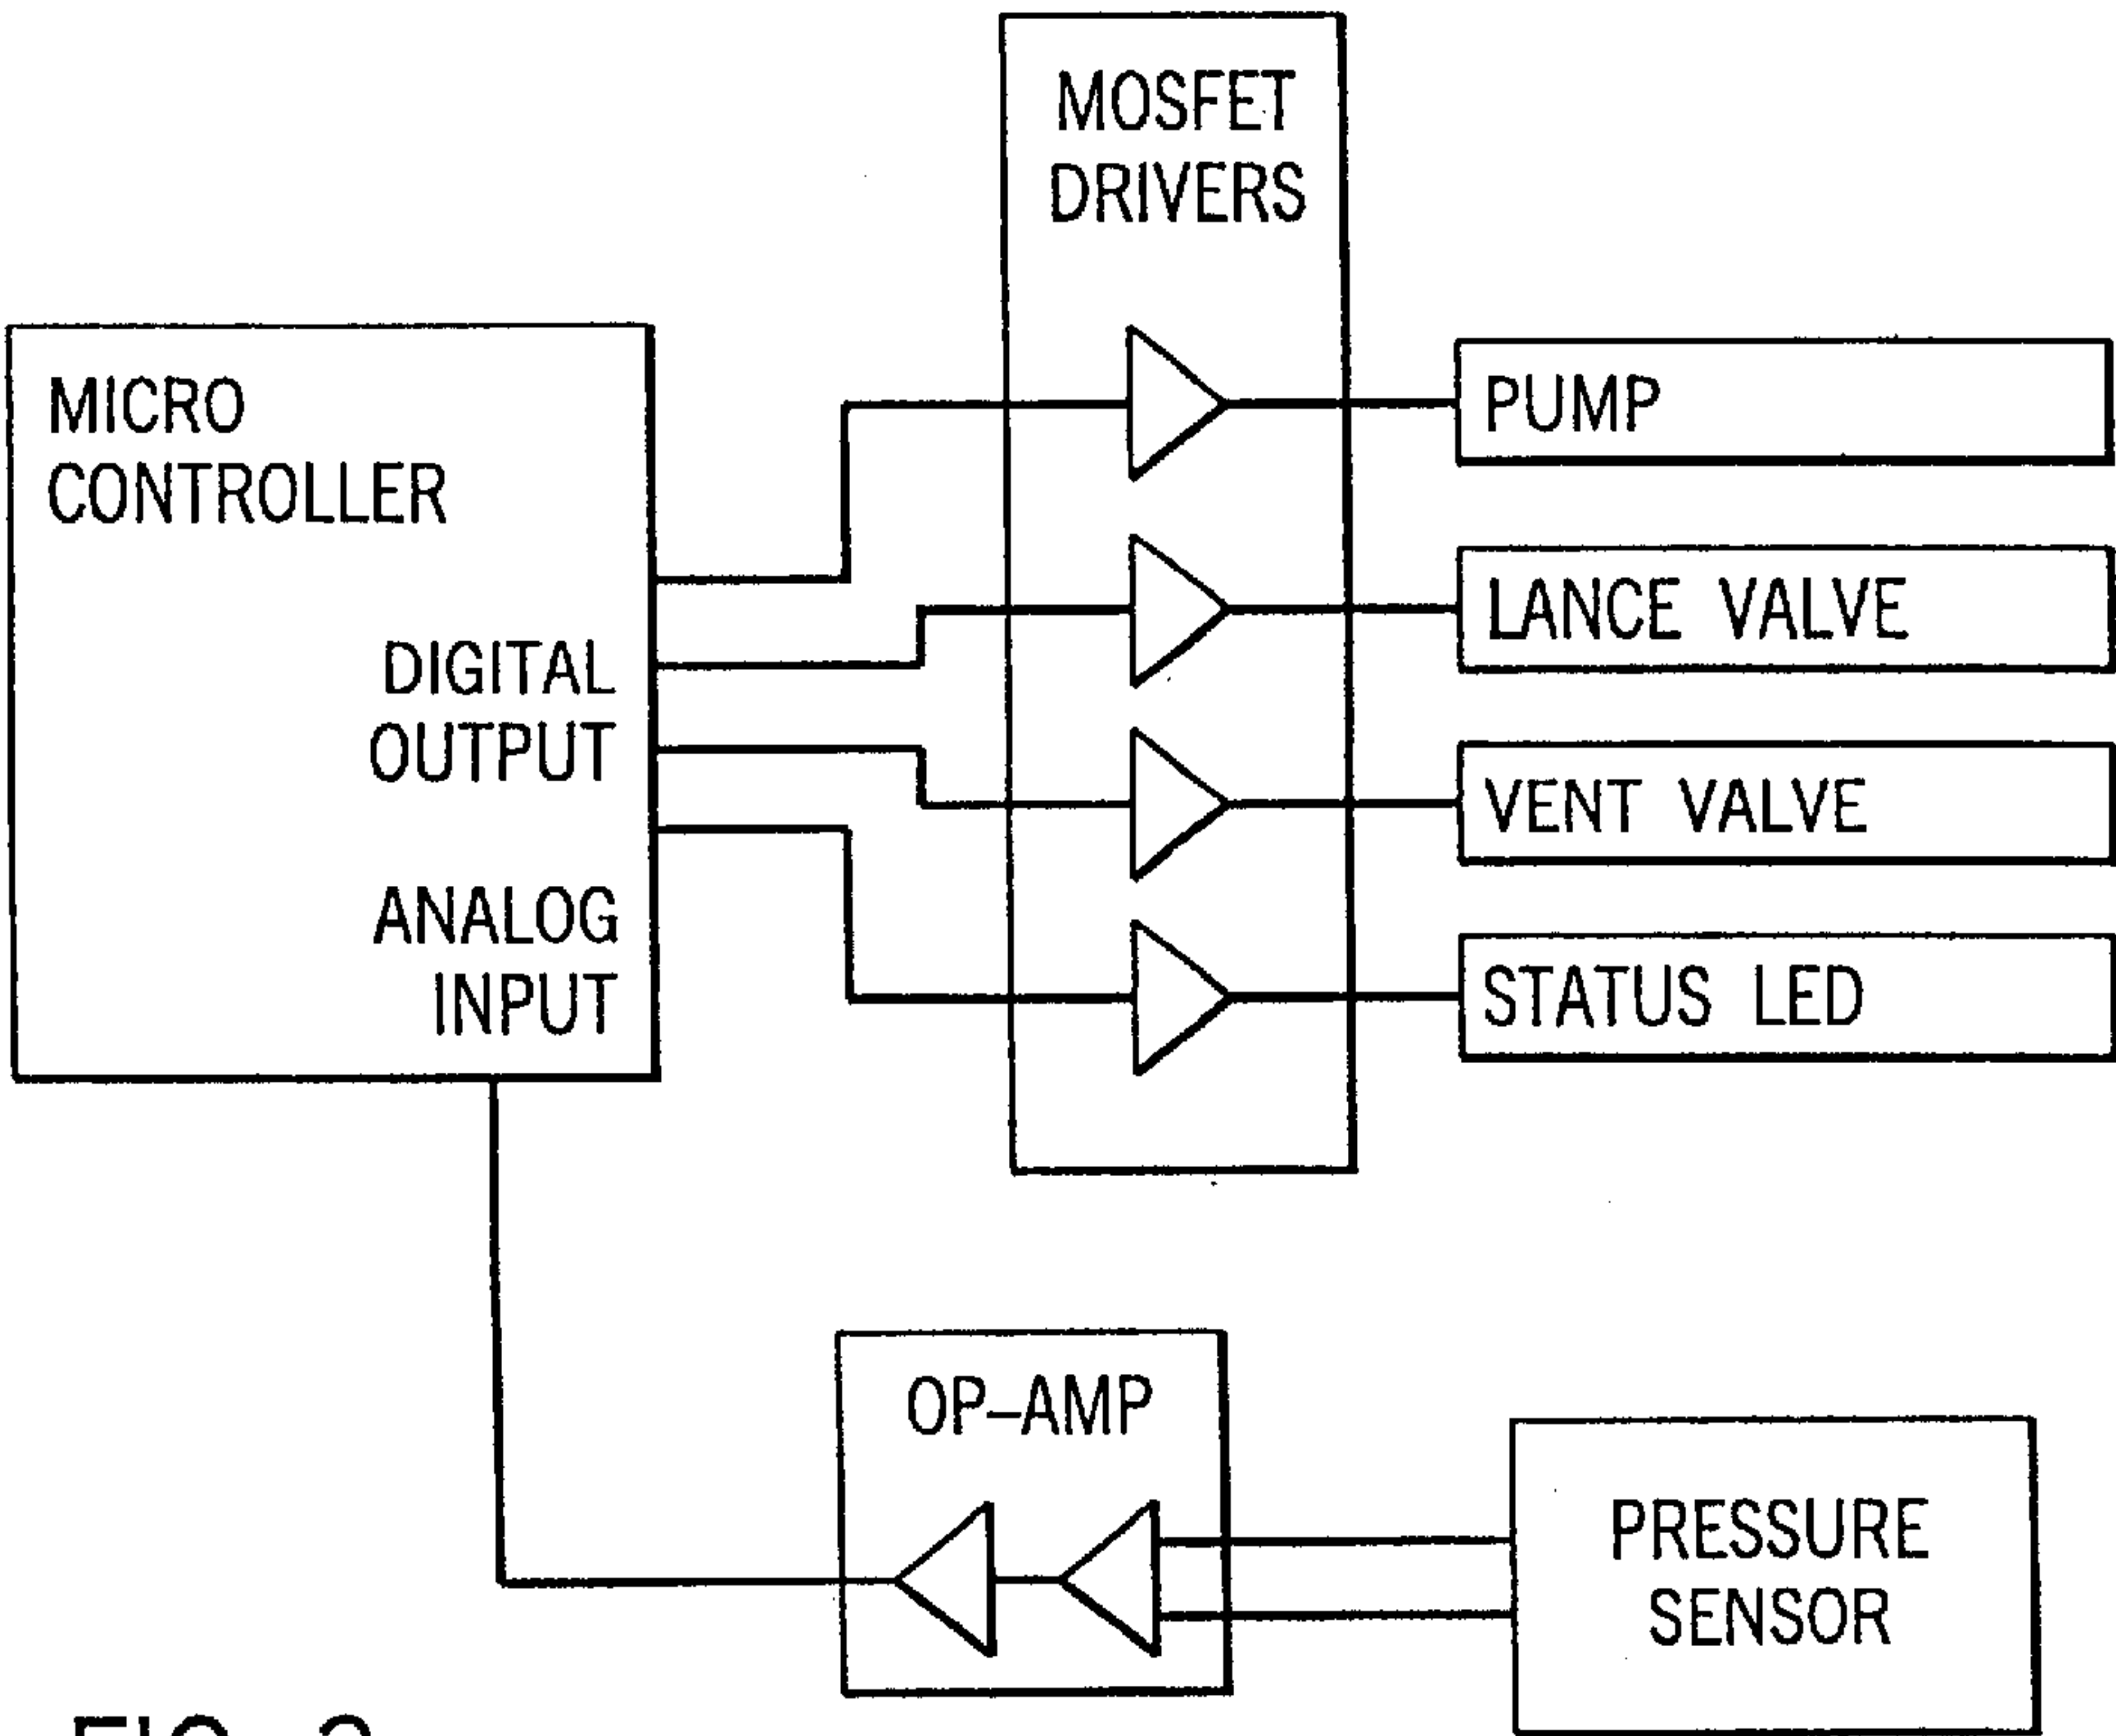 MOSFET
DRIVERS
MICRO
CONTROLLER
DIGITAL
OUTPUT
ANALOG
INPUT
PUMP
LANCE VALVE
VENT VALVE
STATUS LED
OP-AMP
PRESSURE
SENSOR